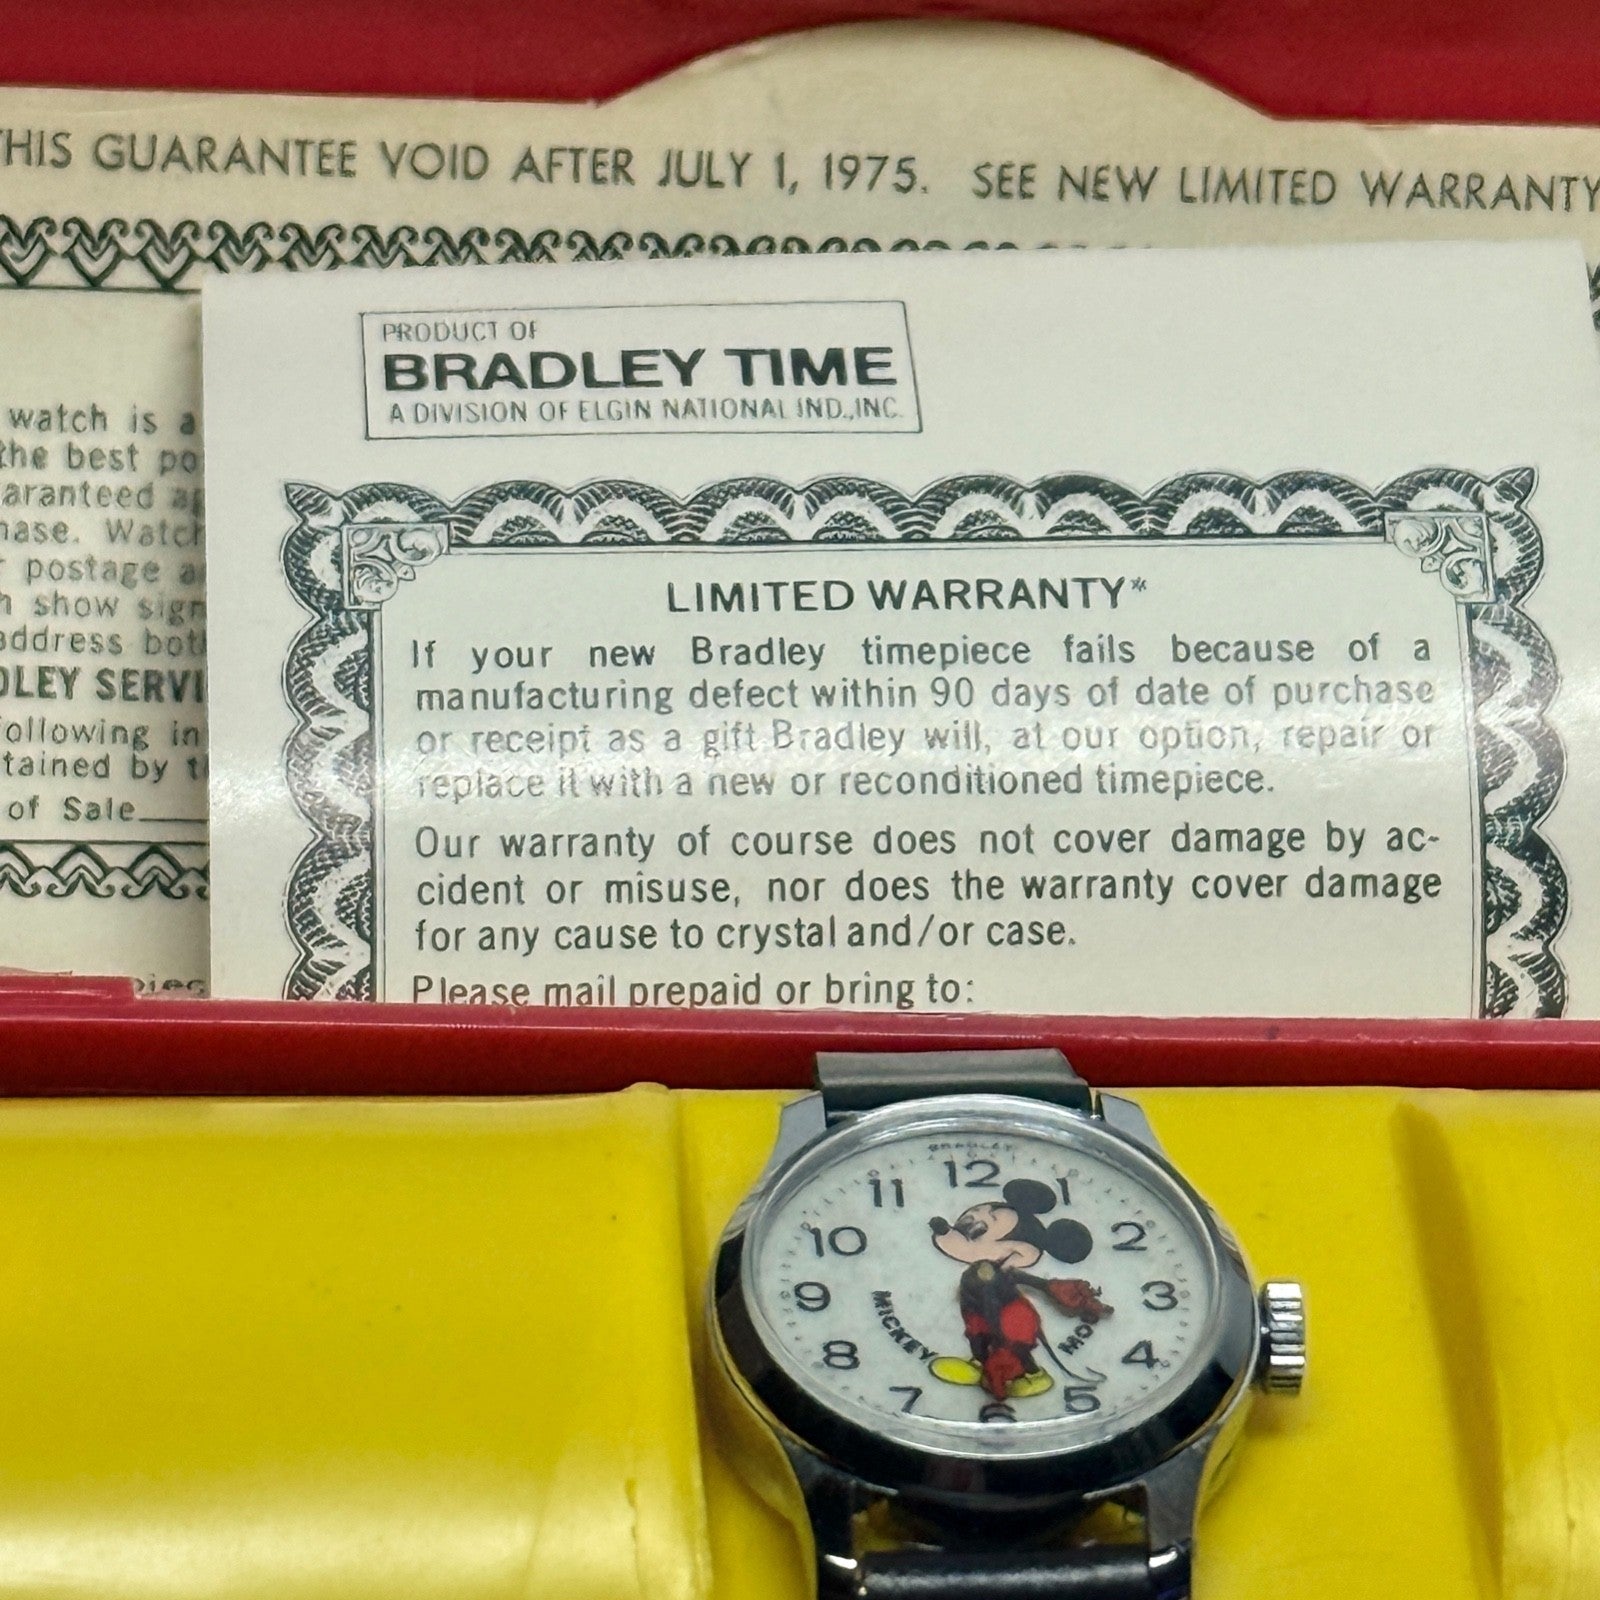 THIS GUARANTEE VOID AFTER JULY 1, 1975. SEE NEW LIMITED WARRANTY
watch is a
the best po
aranteed ap
hase. Watch
postage a
show sign
address both
DLEY SERVI
ollowing in
tained by t
of Sale
PRODUCT OF
BRADLEY TIME
A DIVISION OF ELGIN NATIONAL IND., INC.
LIMITED WARRANTY*
If your new Bradley timepiece fails because of a
manufacturing defect within 90 days of date of purchase
or receipt as a gift Bradley will, at our option, repair or
replace it with a new or reconditioned timepiece.
Our warranty of course does not cover damage by ac-
cident or misuse, nor does the warranty cover damage
for any cause to crystal and/or case.
Please mail prepaid or bring to:
BRADLEY
12
1
2
3
4
5
6
7
8
9
10
11
MICKEY
MOU